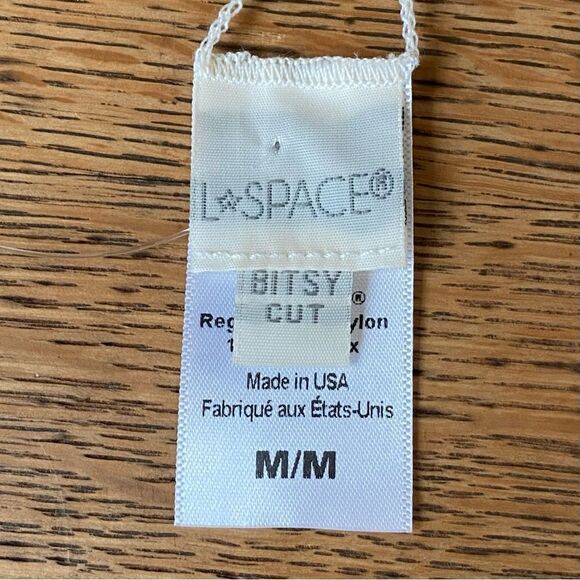 L☆SPACE®
BITSY
CUT
®
Made in USA
Fabriqué aux États-Unis
M/M